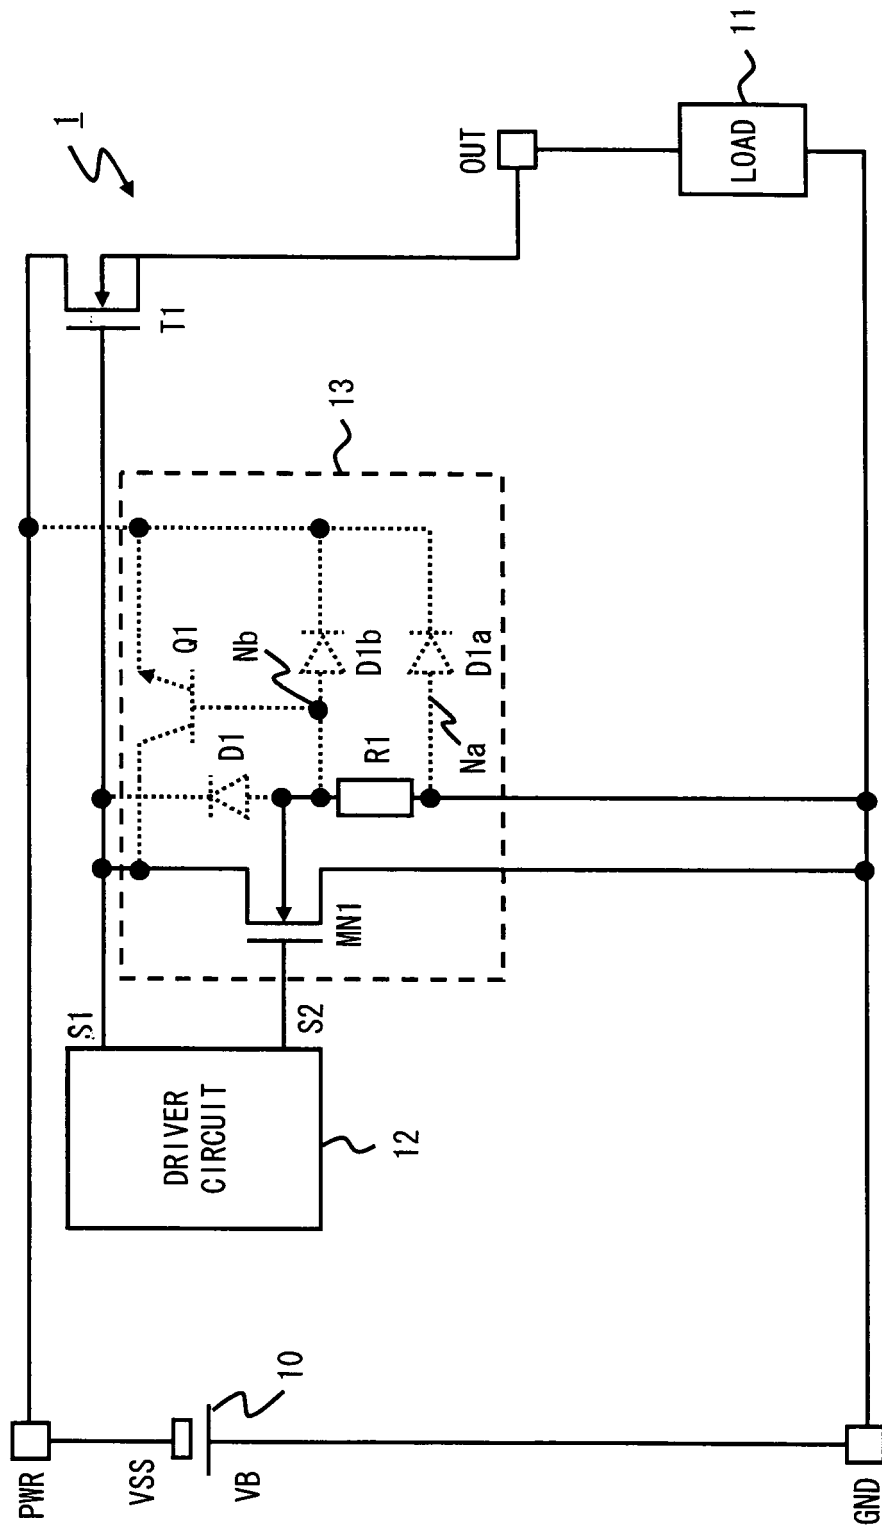 1
PWR
VSS
10
VB
GND
DRIVER
CIRCUIT
12
S1
S2
MN1
D1
Q1
Nb
D1b
D1a
Na
R1
13
T1
OUT
LOAD
11